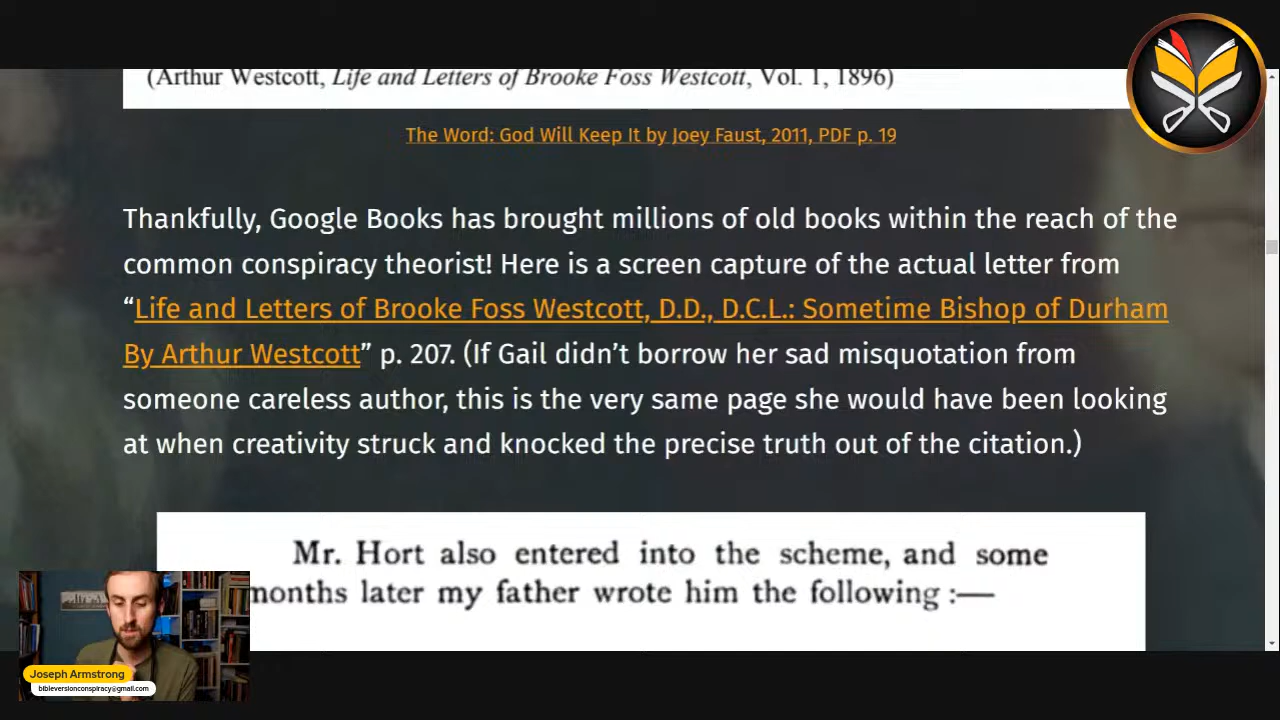 (Arthur Westcott, Life and Letters of Brooke Foss Westcott, Vol. 1, 1896)
The Word: God Will Keep It by Joey Faust, 2011, PDF p. 19
Thankfully, Google Books has brought millions of old books within the reach of the
common conspiracy theorist! Here is a screen capture of the actual letter from
“Life and Letters of Brooke Foss Westcott, D.D., D.C.L.: Sometime Bishop of Durham
By Arthur Westcott” p. 207. (If Gail didn’t borrow her sad misquotation from
someone careless author, this is the very same page she would have been looking
at when creativity struck and knocked the precise truth out of the citation.)
Mr. Hort also entered into the scheme, and some
months later my father wrote him the following :—
Joseph Armstrong
bibleversionconspiracy@gmail.com